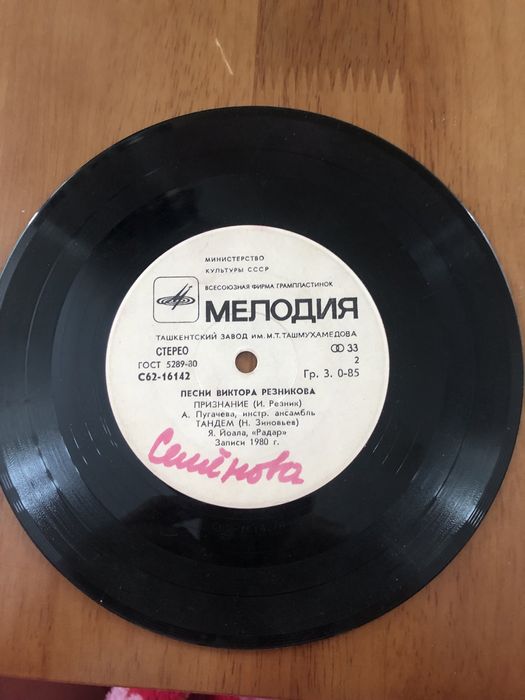 МИНИСТЕРСТВО
КУЛЬТУРЫ СССР
ВСЕСОЮЗНАЯ ФИРМА ГРАМПЛАСТИНОК
МЕЛОДИЯ
ТАШКЕНТСКИЙ ЗАВОД ИМ. М.Т. ТАШМУХАМЕДОВА
СТЕРЕО 33
ГОСТ 5289-80 2
С62-16142 Гр. 3. 0-85
ПЕСНИ ВИКТОРА РЕЗНИКОВА
ПРИЗНАНИЕ (И. Резник)
А. Пугачева, инстр. ансамбль
ТАНДЕМ (Н. Зиновьев)
Я. Йоала, «Радар»
Записи 1980 г.
Семёнова